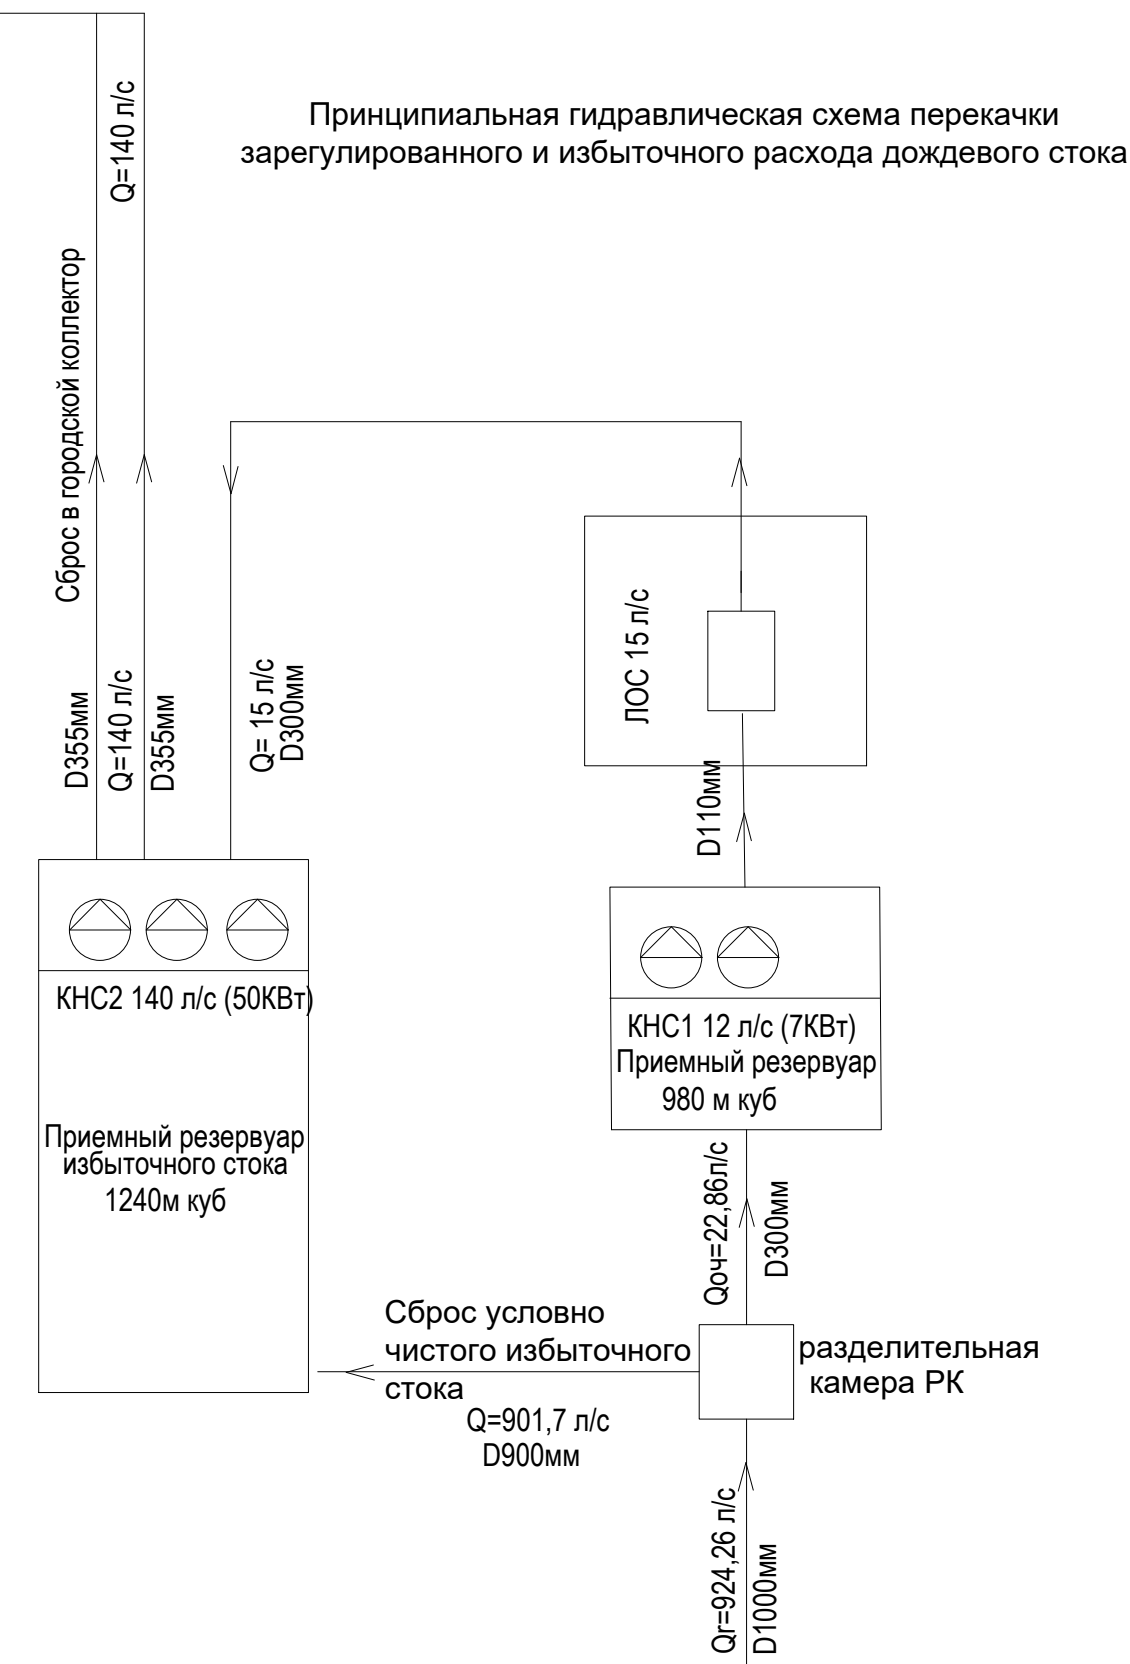 Принципиальная гидравлическая схема перекачки
зарегулированного и избыточного расхода дождевого стока
Q=140 л/с
Сброс в городской коллектор
D355мм
Q=140 л/с
D355мм
Q= 15 л/с
D300мм
ЛОС 15 л/с
D110мм
КНС2 140 л/с (50КВт)
Приемный резервуар
избыточного стока
1240м куб
КНС1 12 л/с (7КВт)
Приемный резервуар
980 м куб
Qоч=22,86л/с
D300мм
Сброс условно
чистого избыточного
стока
Q=901,7 л/с
D900мм
разделительная
камера РК
Qr=924,26 л/с
D1000мм